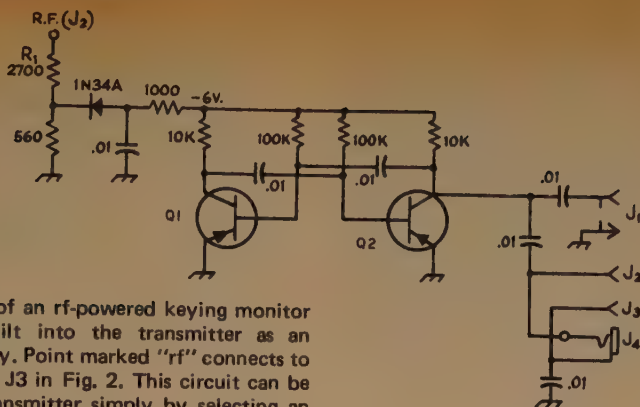 R.F.(J2)
R1
2700
1N34A
1000
-6V.
560
.01
10K
100K
100K
10K
.01
.01
Q1
Q2
.01
J1
.01
J2
J3
J4
.01
of an rf-powered keying monitor
ilt into the transmitter as an
y. Point marked "rf" connects to
J3 in Fig. 2. This circuit can be
ansmitter simply by selecting an